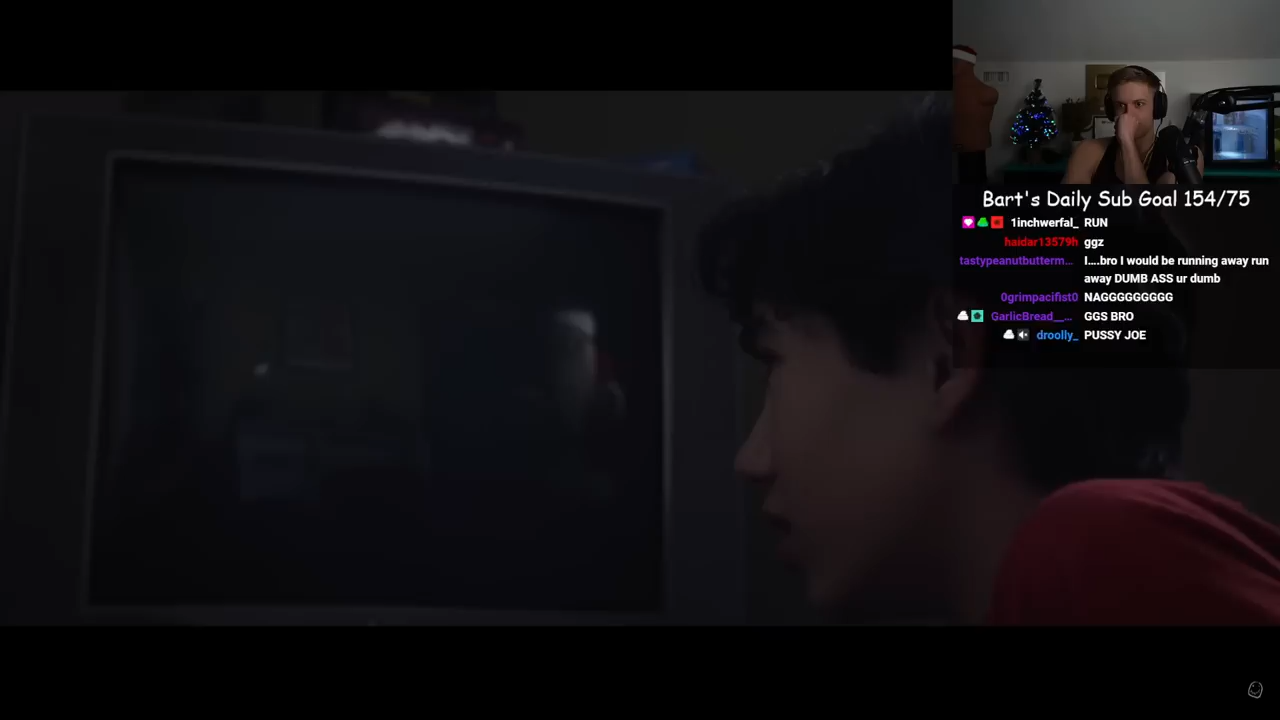 Bart's Daily Sub Goal 154/75
1inchwerfal_ RUN
haidar13579h ggz
tastypeanutbutterm... I....bro I would be running away run
away DUMB ASS ur dumb
0grimpacifist0 NAGGGGGGGGG
GarlicBread__... GGS BRO
droolly_ PUSSY JOE